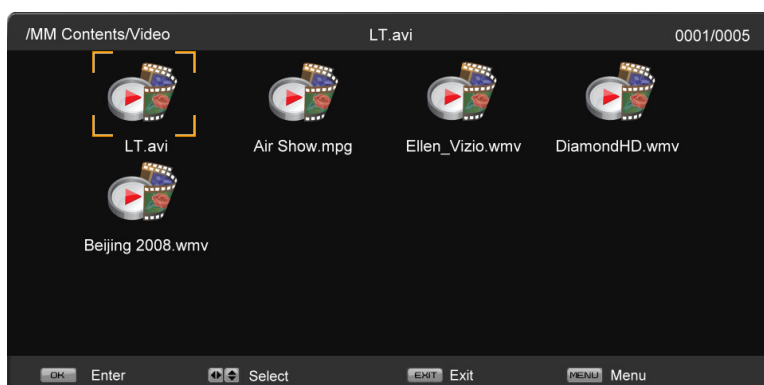 /MM Contents/Video LT.avi 0001/0005
LT.avi Air Show.mpg Ellen_Vizio.wmv DiamondHD.wmv
Beijing 2008.wmv
OK Enter Select EXIT Exit MENU Menu